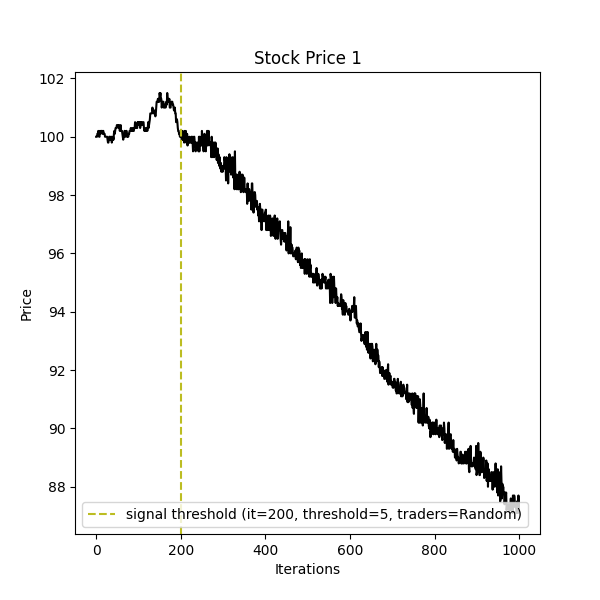 Stock Price 1
102
100
98
96
94
92
90
88
Price
signal threshold (it=200, threshold=5, traders=Random)
0 200 400 600 800 1000
Iterations